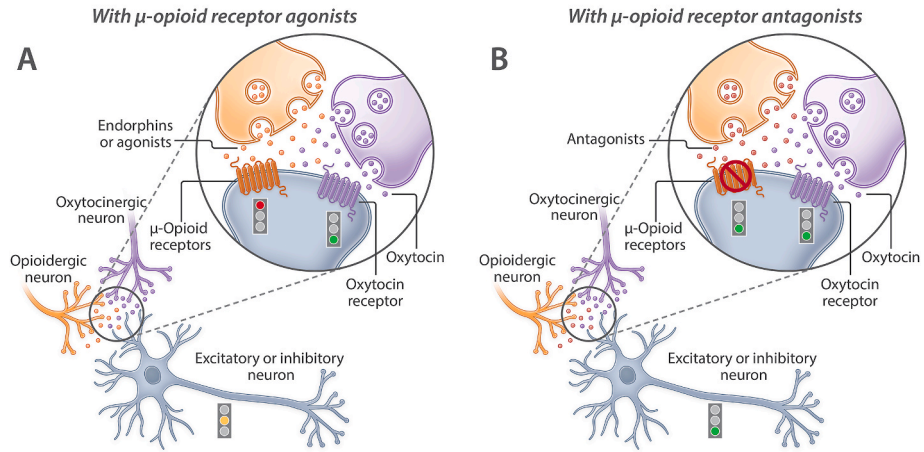 With μ-opioid receptor agonists
A
Endorphins
or agonists
Oxytocinergic
neuron
μ-Opioid
receptors
Oxytocin
Opioidergic
neuron
Oxytocin
receptor
Excitatory or inhibitory
neuron
With μ-opioid receptor antagonists
B
Antagonists
Oxytocinergic
neuron
μ-Opioid
receptors
Oxytocin
Opioidergic
neuron
Oxytocin
receptor
Excitatory or inhibitory
neuron